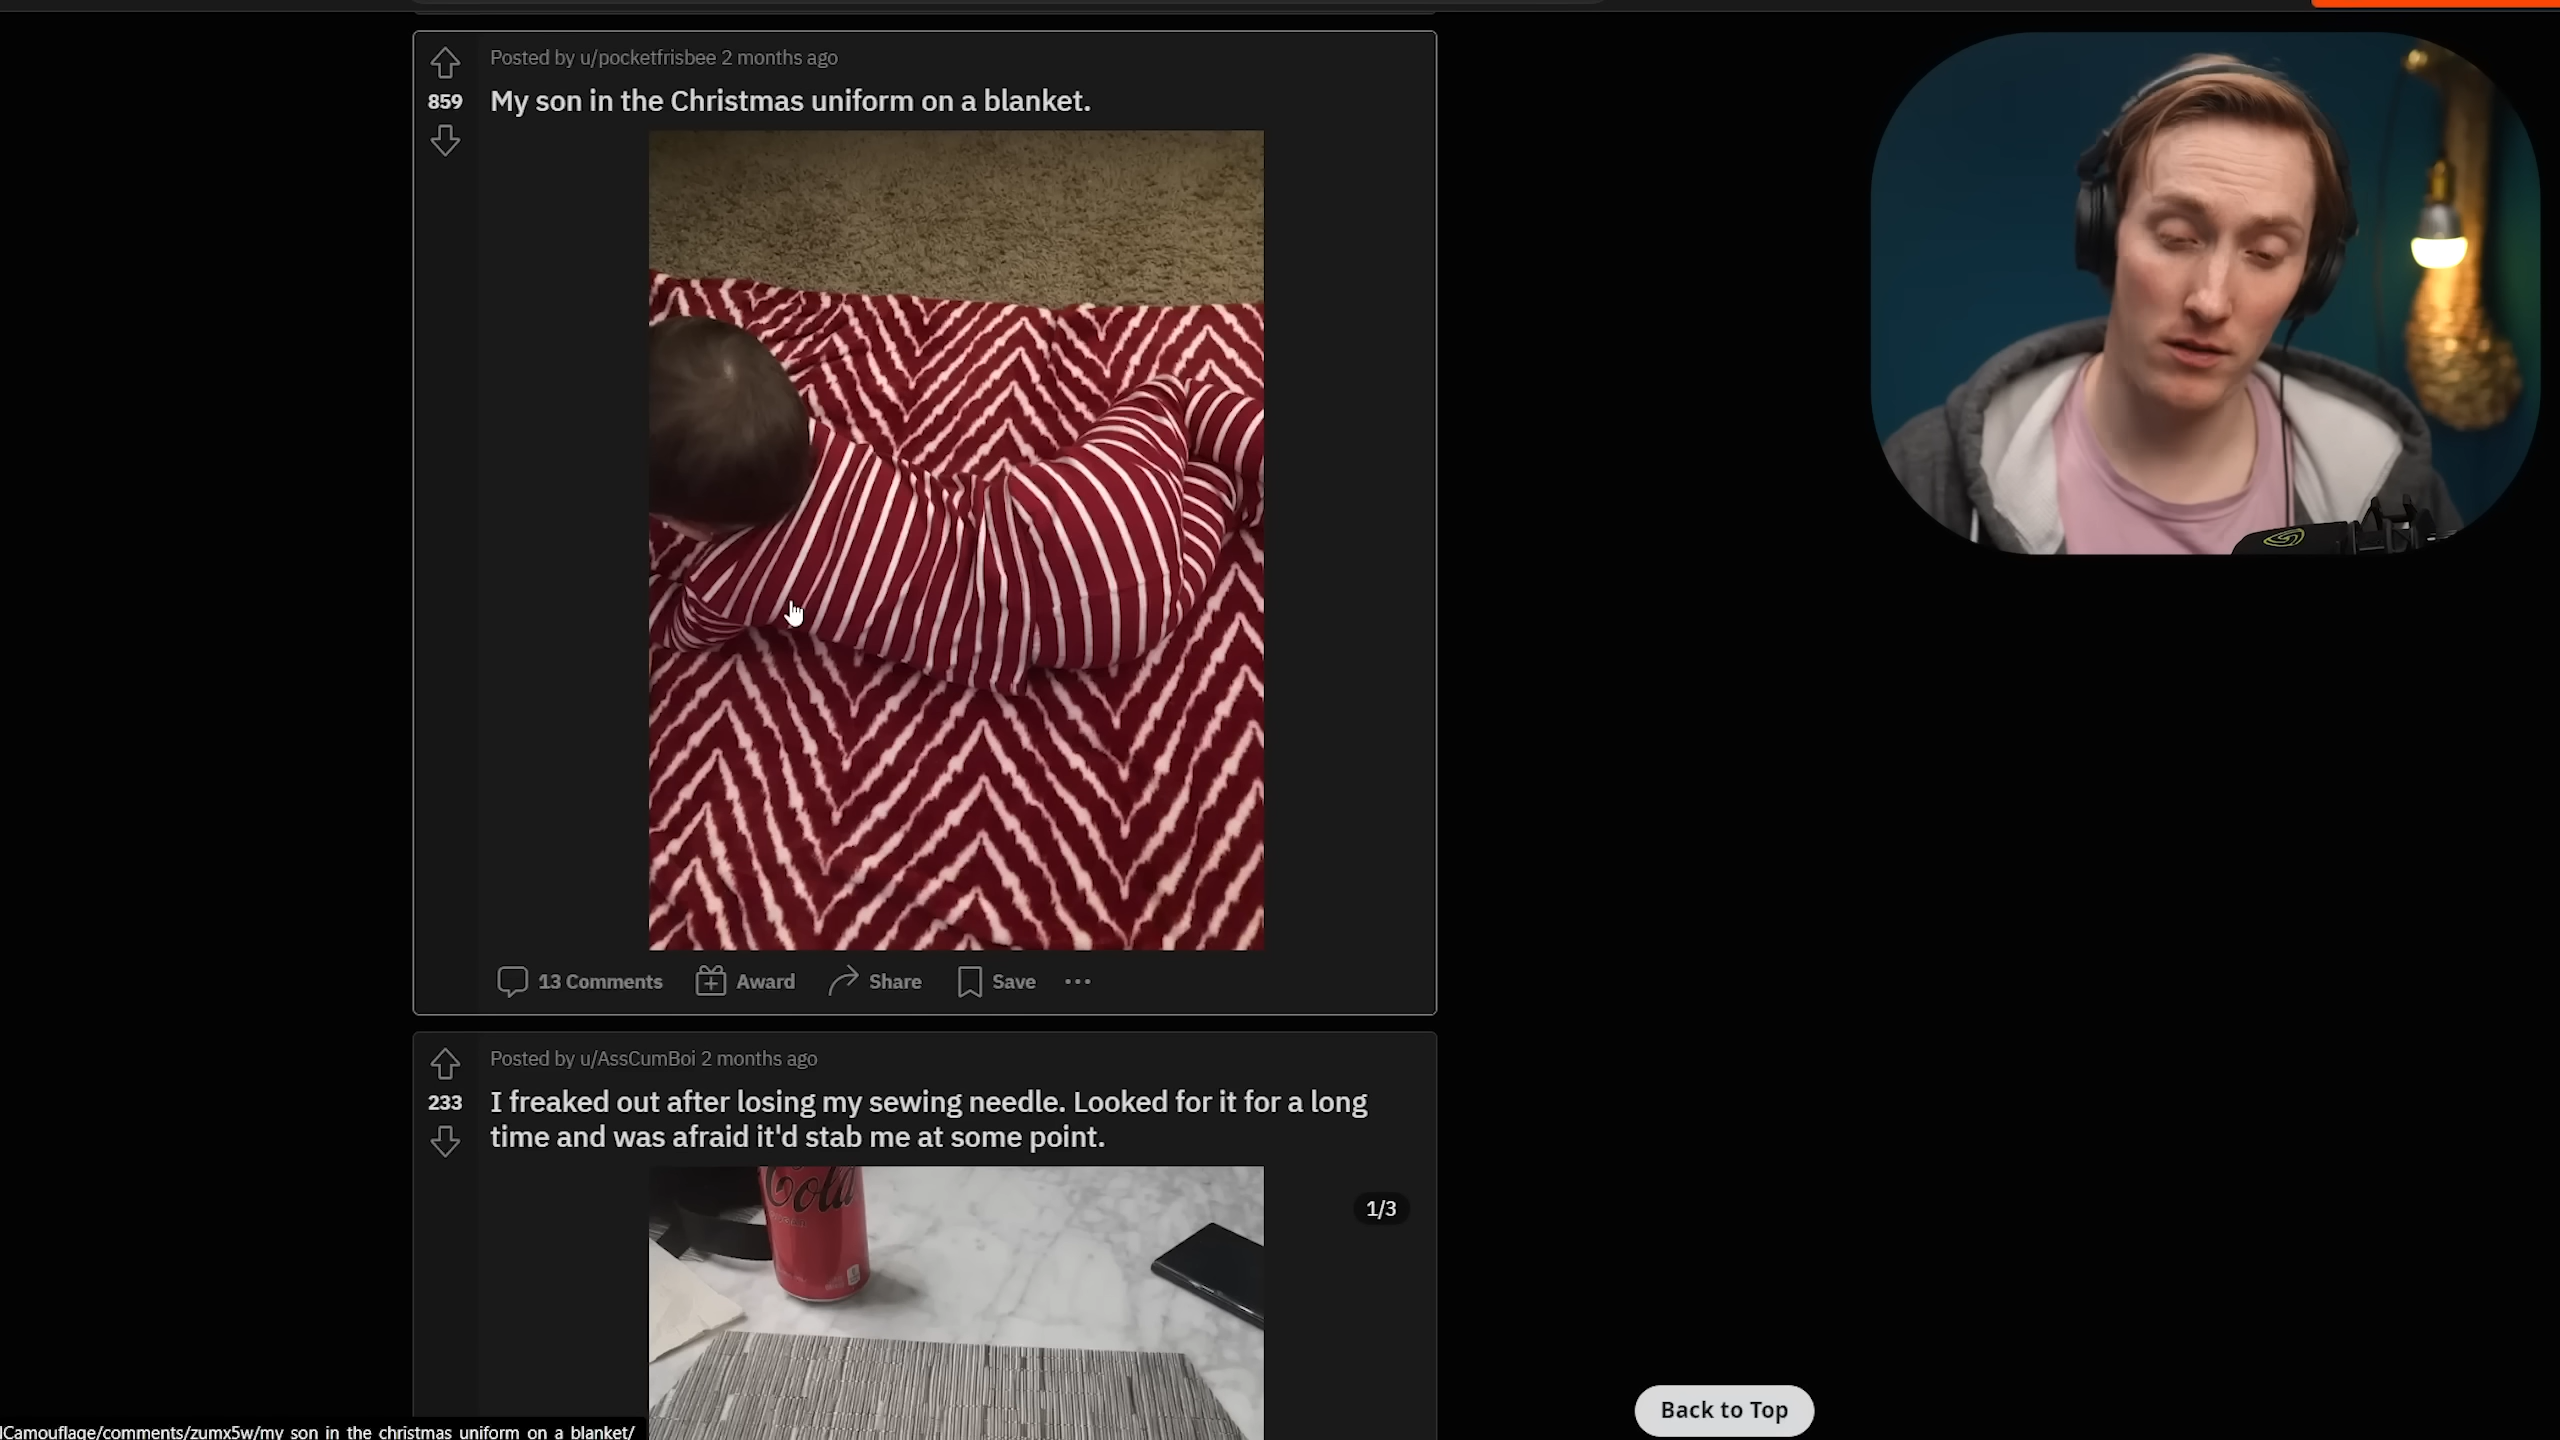 Posted by u/pocketfrisbee 2 months ago
859
My son in the Christmas uniform on a blanket.
13 Comments
Award
Share
Save
Posted by u/AssCumBoi 2 months ago
233
I freaked out after losing my sewing needle. Looked for it for a long
time and was afraid it'd stab me at some point.
Cola
1/3
Back to Top
lCamouflage/comments/zumx5w/my_son_in_the_christmas_uniform_on_a_blanket/